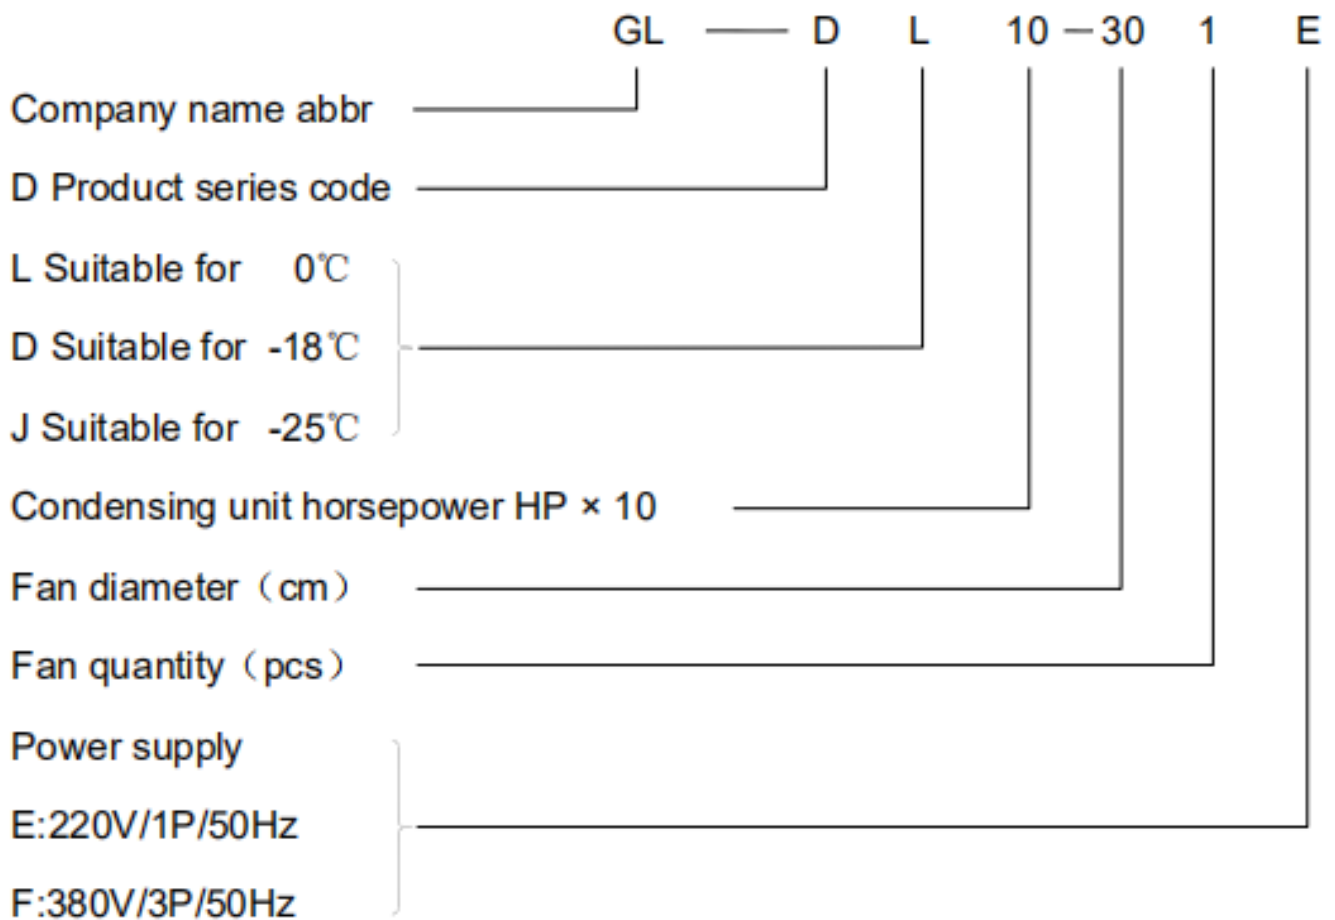 GL — D L 10 — 30 1 E
Company name abbr
D Product series code
L Suitable for 0℃
D Suitable for -18℃
J Suitable for -25℃
Condensing unit horsepower HP × 10
Fan diameter（cm）
Fan quantity（pcs）
Power supply
E:220V/1P/50Hz
F:380V/3P/50Hz